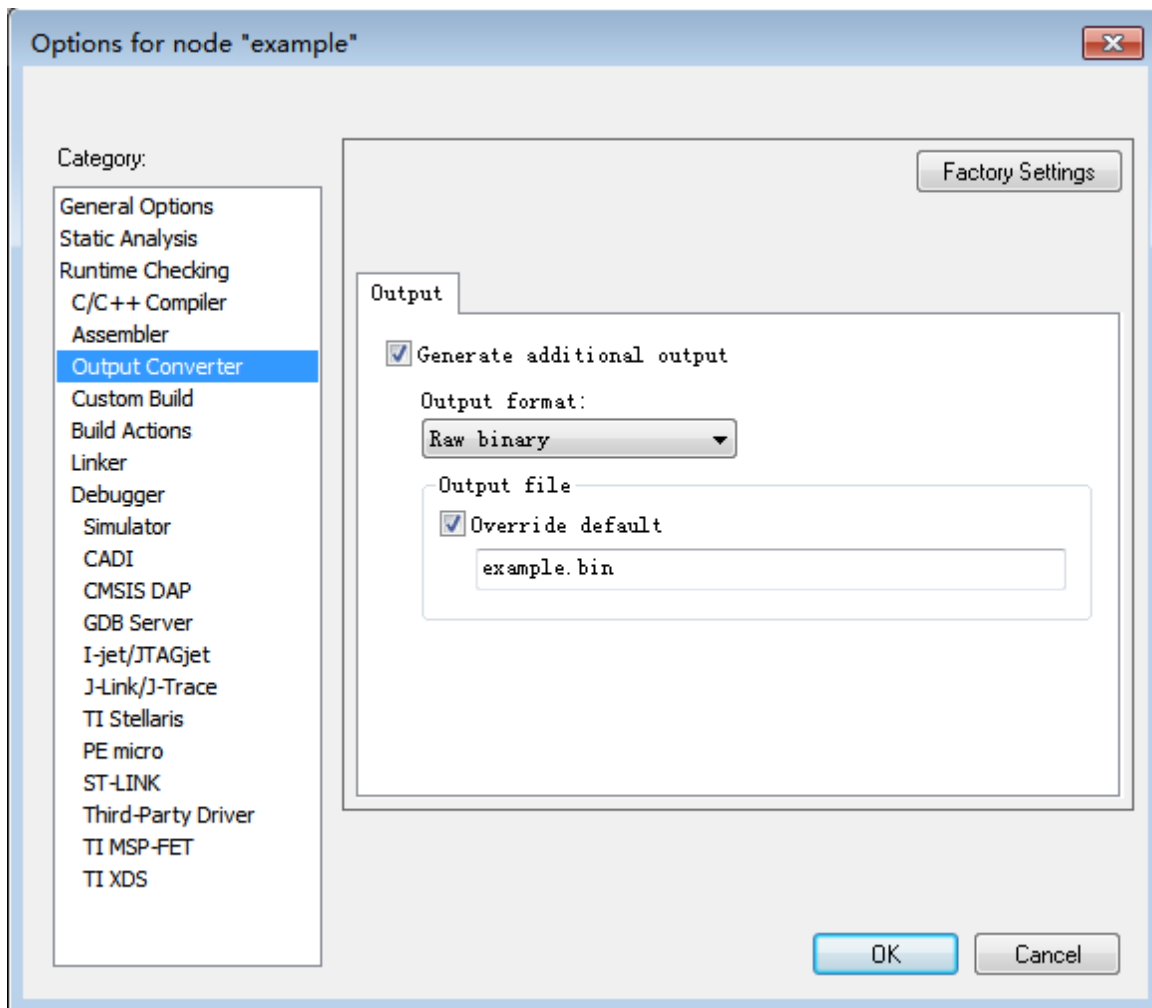 Options for node "example"
Category:
Factory Settings
General Options
Static Analysis
Runtime Checking
C/C++ Compiler
Assembler
Output Converter
Custom Build
Build Actions
Linker
Debugger
Simulator
CADI
CMSIS DAP
GDB Server
I-jet/JTAGjet
J-Link/J-Trace
TI Stellaris
PE micro
ST-LINK
Third-Party Driver
TI MSP-FET
TI XDS
Output
Generate additional output
Output format:
Raw binary
Output file
Override default
example.bin
OK
Cancel